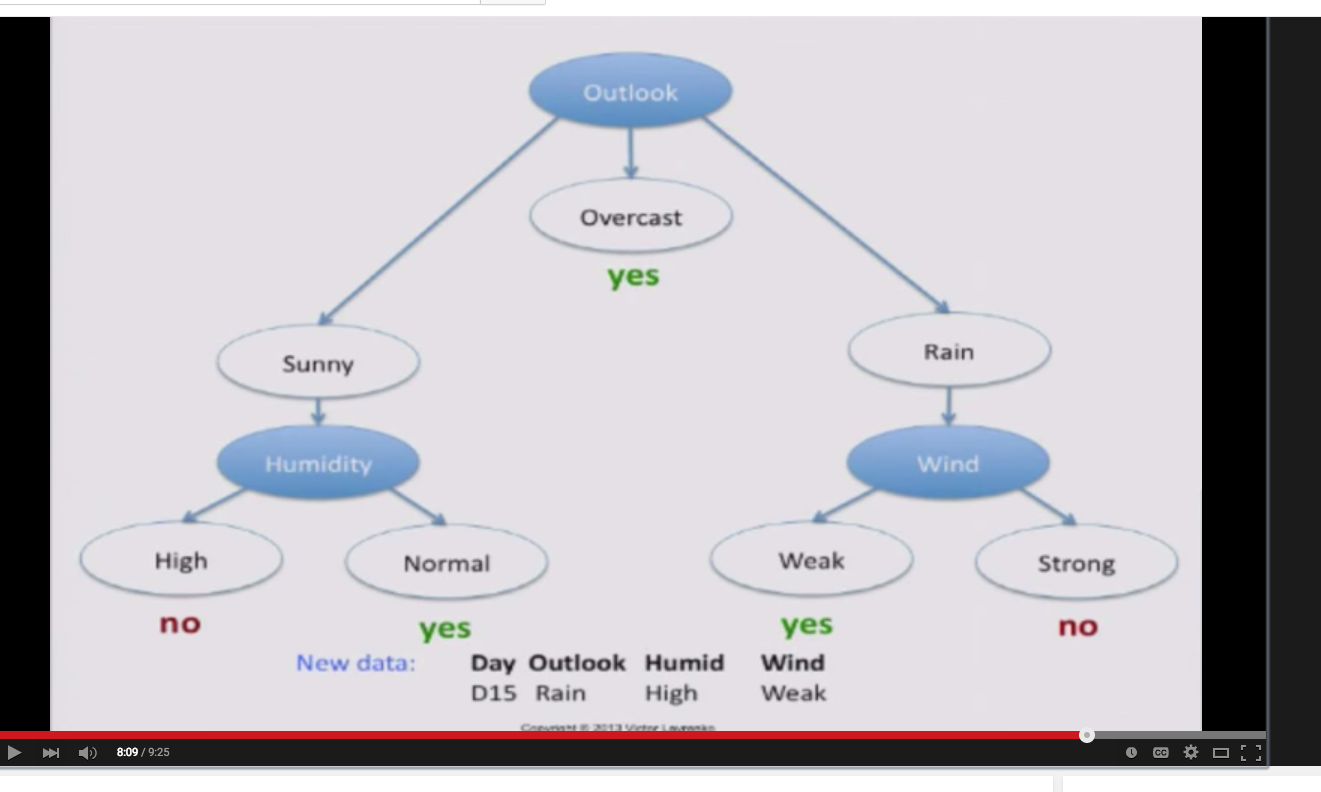 Outlook
Overcast
yes
Sunny
Rain
Humidity
Wind
High
Normal
Weak
Strong
no
yes
yes
no
New data: Day Outlook Humid Wind
D15 Rain High Weak
Copyright © 2013 Victor Lavrenko
8:09 / 9:25
CC